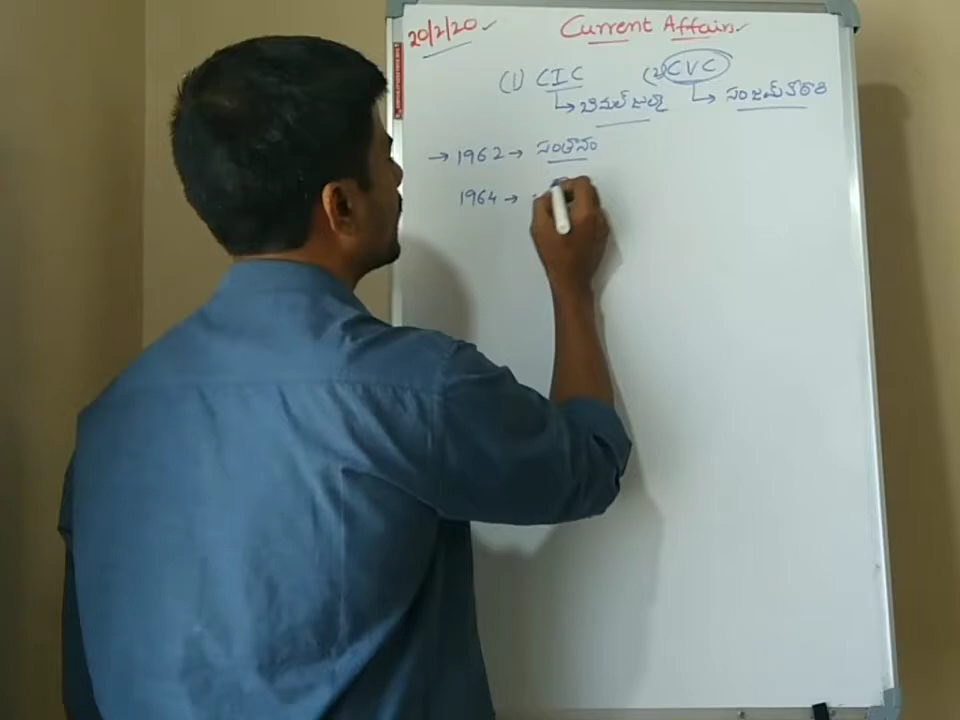 20/2/20 Current Affairs
(1) CIC (2) CVC
→ బిమల్ జుల్కా → సంజయ్ కొఠారి
→ 1962 → సంతానం
1964 →